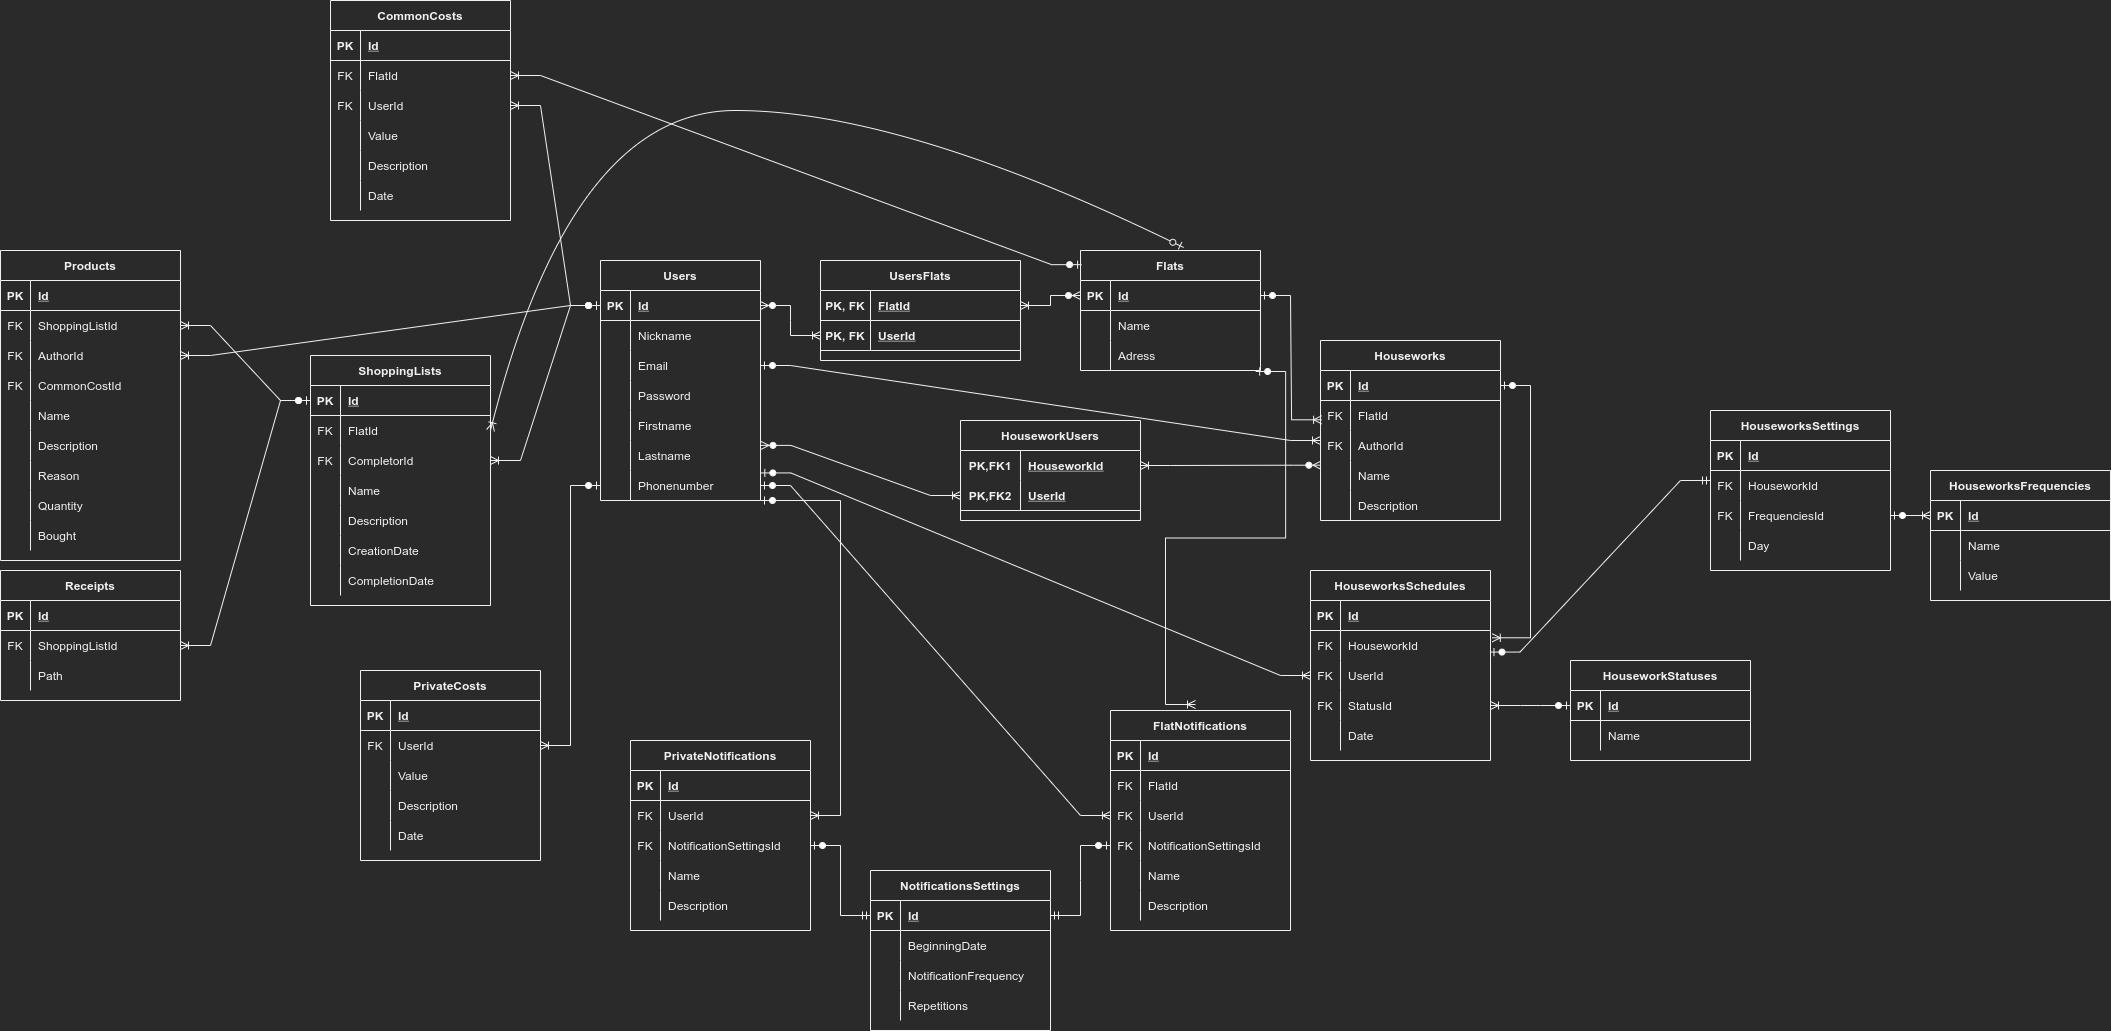 CommonCosts
PK Id
FK FlatId
FK UserId
Value
Description
Date
Products
PK Id
FK ShoppingListId
FK AuthorId
FK CommonCostId
Name
Description
Reason
Quantity
Bought
Receipts
PK Id
FK ShoppingListId
Path
ShoppingLists
PK Id
FK FlatId
FK CompletorId
Name
Description
CreationDate
CompletionDate
PrivateCosts
PK Id
FK UserId
Value
Description
Date
Users
PK Id
Nickname
Email
Password
Firstname
Lastname
Phonenumber
UsersFlats
PK, FK FlatId
PK, FK UserId
Flats
PK Id
Name
Adress
HouseworkUsers
PK,FK1 HouseworkId
PK,FK2 UserId
Houseworks
PK Id
FK FlatId
FK AuthorId
Name
Description
HouseworksSettings
PK Id
FK HouseworkId
FK FrequenciesId
Day
HouseworksFrequencies
PK Id
Name
Value
HouseworksSchedules
PK Id
FK HouseworkId
FK UserId
FK StatusId
Date
HouseworkStatuses
PK Id
Name
PrivateNotifications
PK Id
FK UserId
FK NotificationSettingsId
Name
Description
NotificationsSettings
PK Id
BeginningDate
NotificationFrequency
Repetitions
FlatNotifications
PK Id
FK FlatId
FK UserId
FK NotificationSettingsId
Name
Description